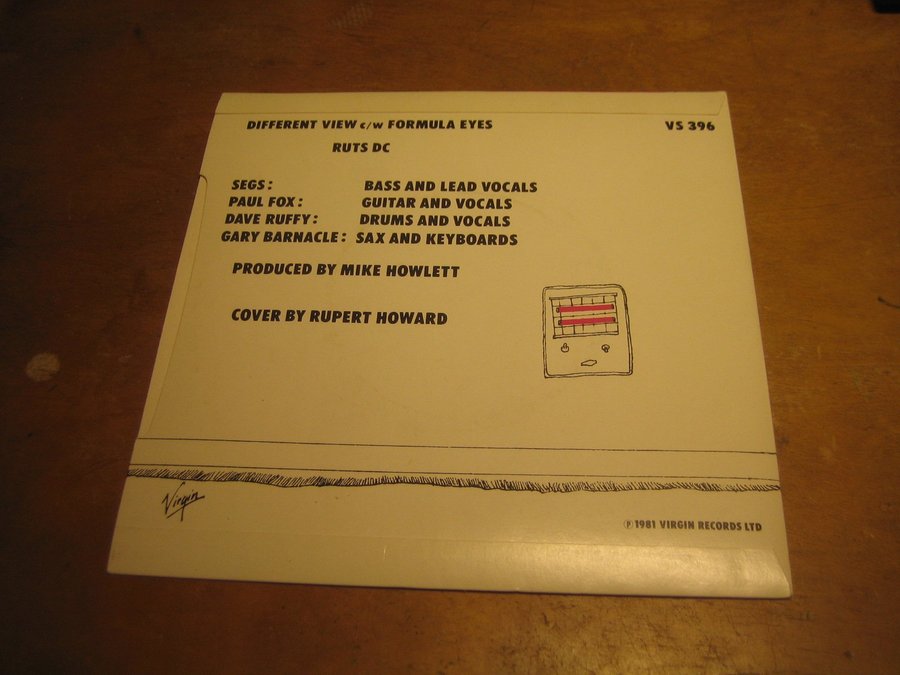 DIFFERENT VIEW c/w FORMULA EYES
VS 396
RUTS DC
SEGS: BASS AND LEAD VOCALS
PAUL FOX: GUITAR AND VOCALS
DAVE RUFFY: DRUMS AND VOCALS
GARY BARNACLE: SAX AND KEYBOARDS
PRODUCED BY MIKE HOWLETT
COVER BY RUPERT HOWARD
Virgin
℗ 1981 VIRGIN RECORDS LTD